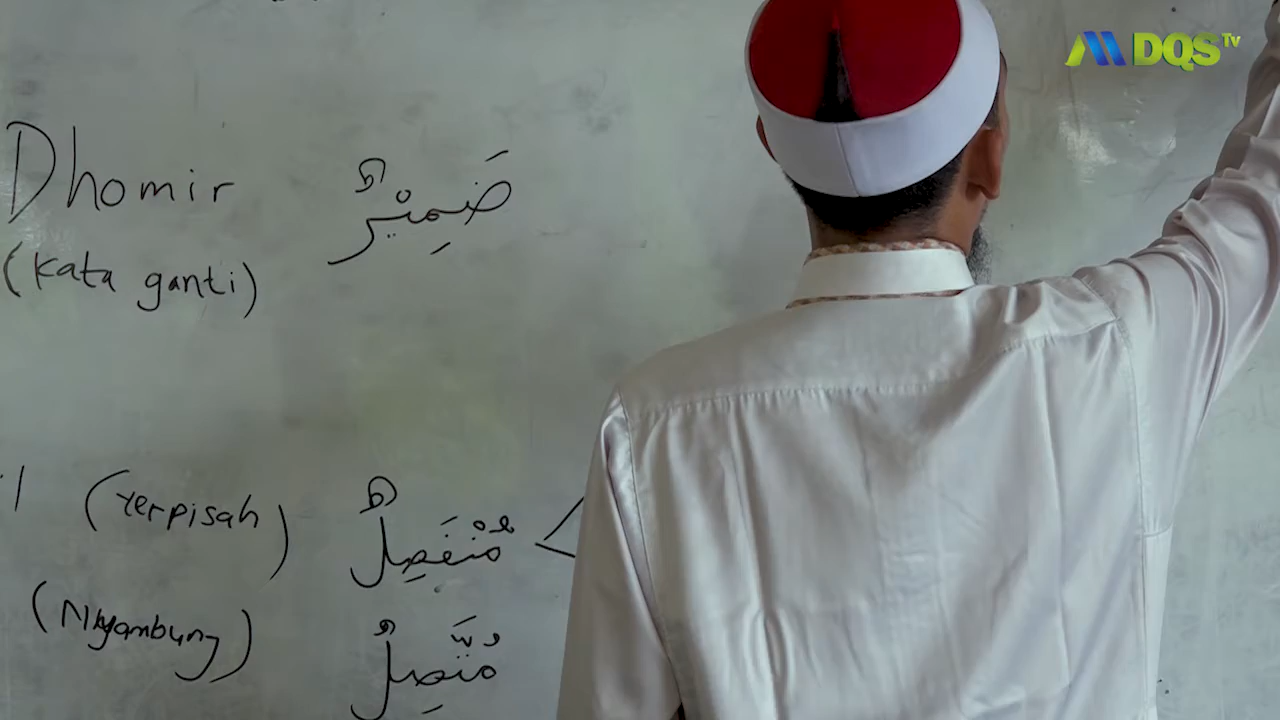 DQS Tv
Dhomir ضَمِيْرٌ
(kata ganti)
(Terpisah) مُنْفَصِلٌ
(Nyambung) مُتَّصِلٌ